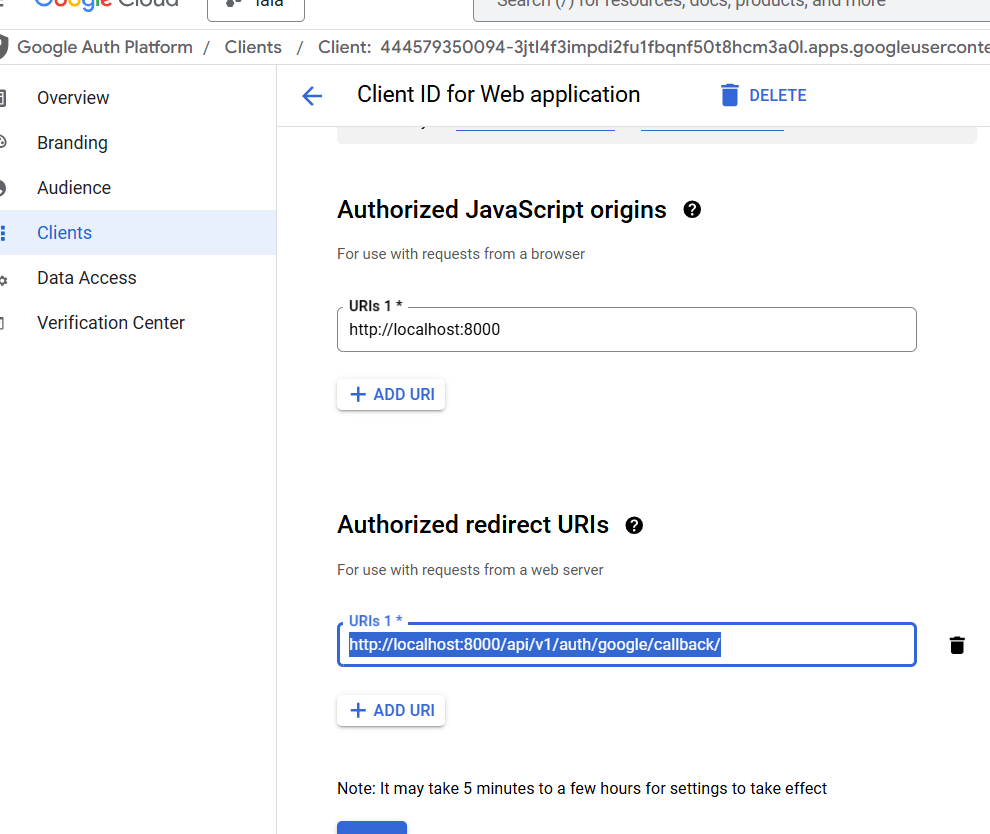 Google Cloud
Tala
Search (/) for resources, docs, products, and more
Google Auth Platform / Clients / Client: 444579350094-3jtl4f3impdi2fu1fbqnf50t8hcm3a0l.apps.googleuserconte
Overview
Branding
Audience
Clients
Data Access
Verification Center
Client ID for Web application
DELETE
Authorized JavaScript origins
For use with requests from a browser
URIs 1 *
http://localhost:8000
+ ADD URI
Authorized redirect URIs
For use with requests from a web server
URIs 1 *
http://localhost:8000/api/v1/auth/google/callback/
+ ADD URI
Note: It may take 5 minutes to a few hours for settings to take effect